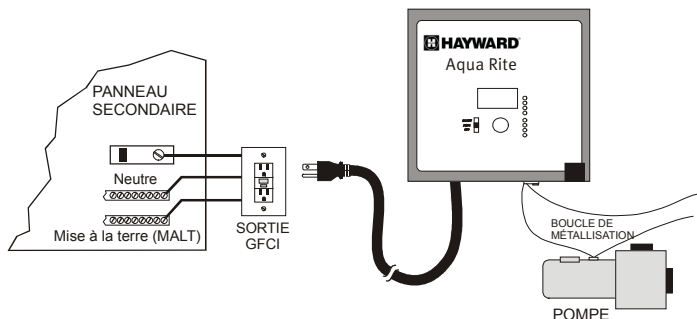 HAYWARD
Aqua Rite
PANNEAU
SECONDAIRE
Neutre
Mise à la terre (MALT)
SORTIE
GFCI
BOUCLE DE
MÉTALLISATION
POMPE